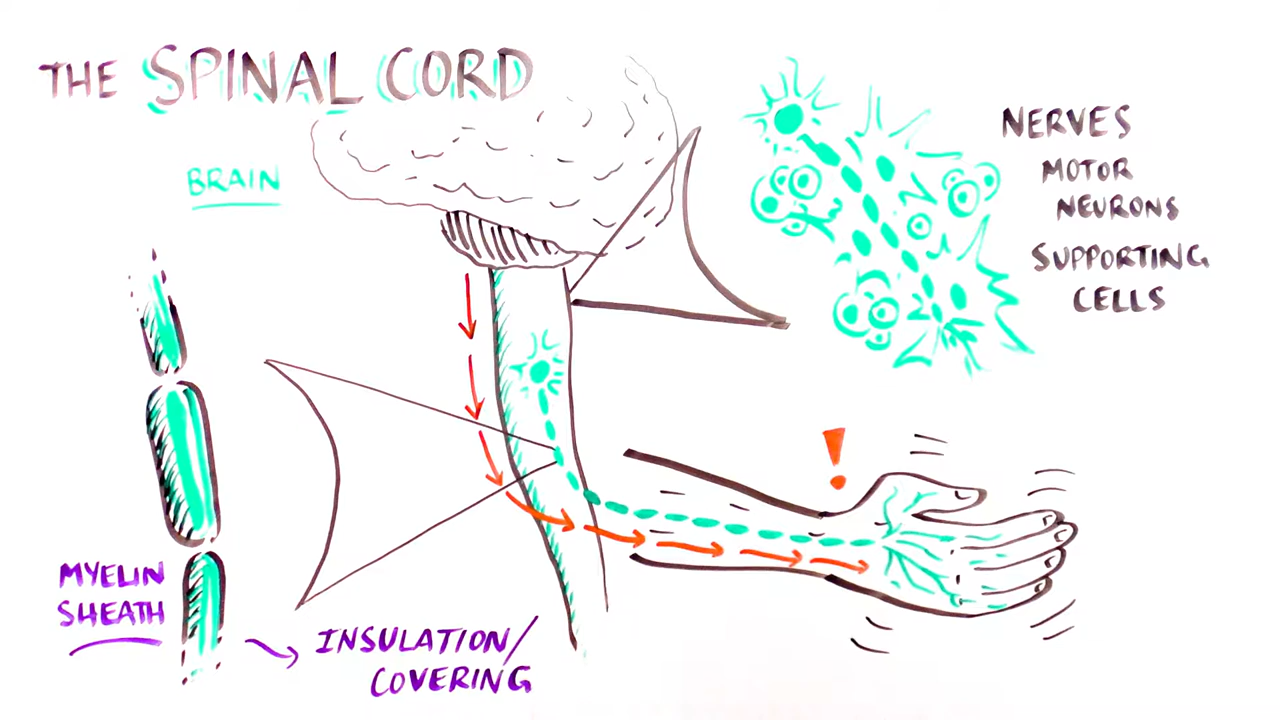 THE SPINAL CORD
BRAIN
NERVES
MOTOR
NEURONS
SUPPORTING
CELLS
!
MYELIN
SHEATH
INSULATION/
COVERING